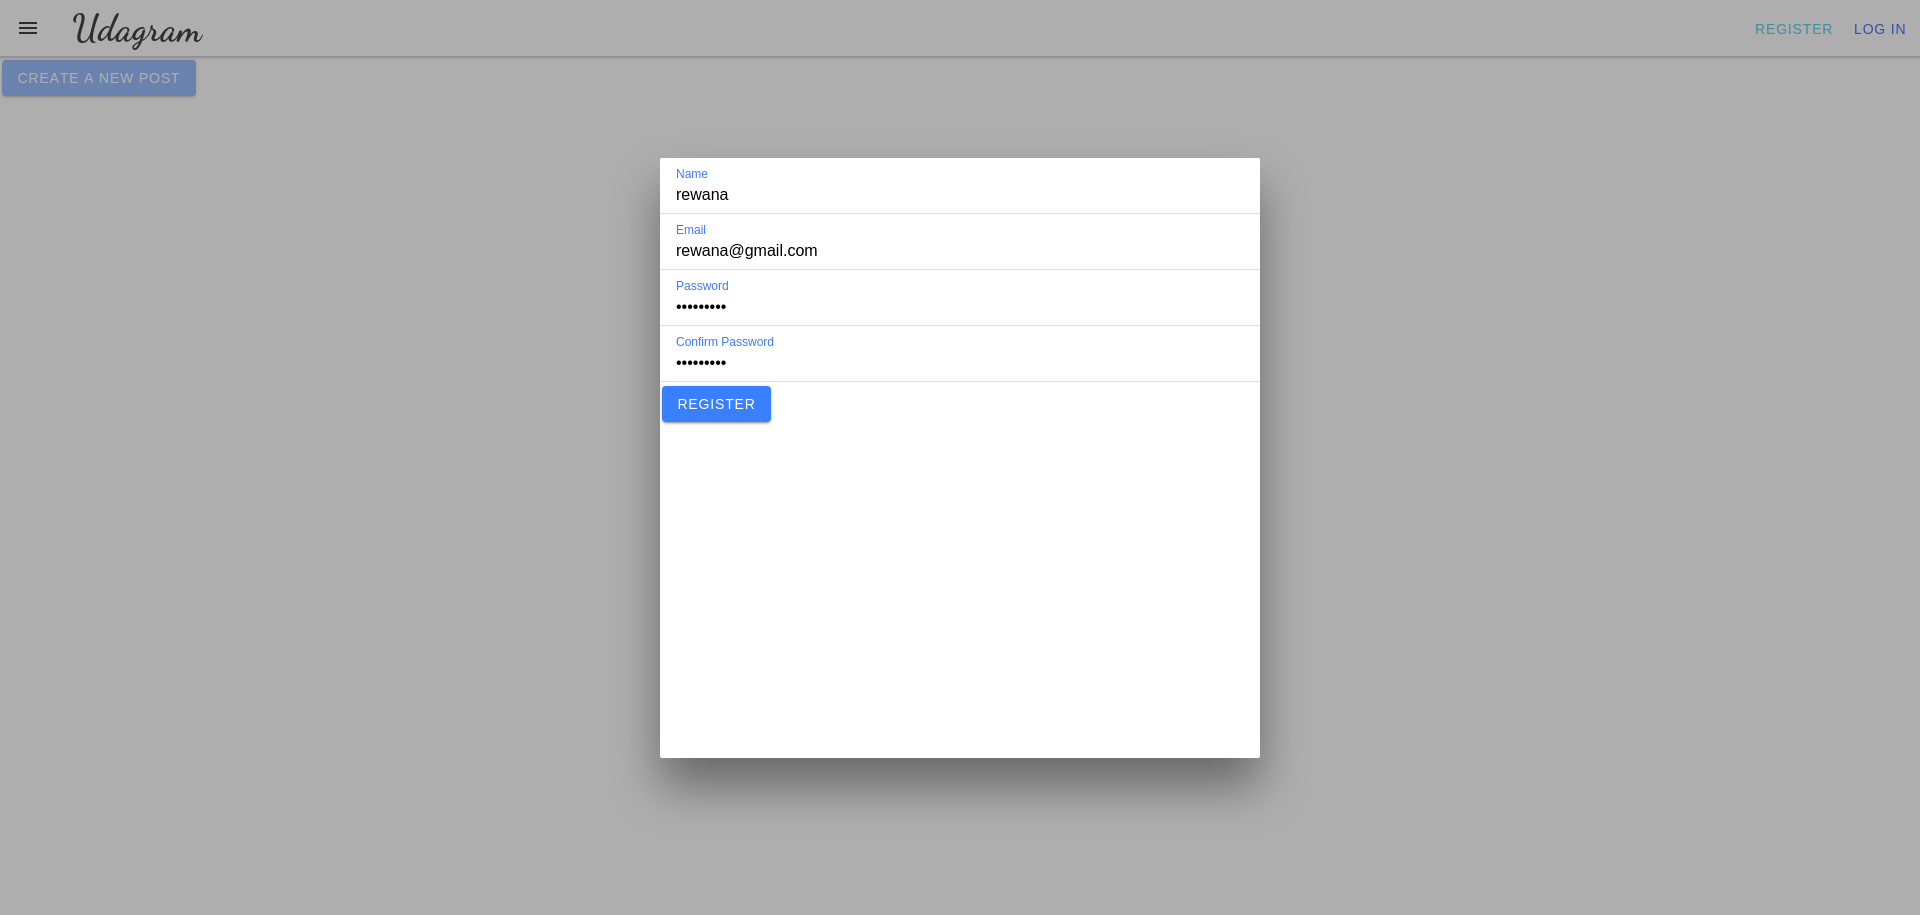 Udagram
REGISTER
LOG IN
CREATE A NEW POST
Name
rewana
Email
rewana@gmail.com
Password
•••••••••
Confirm Password
•••••••••
REGISTER